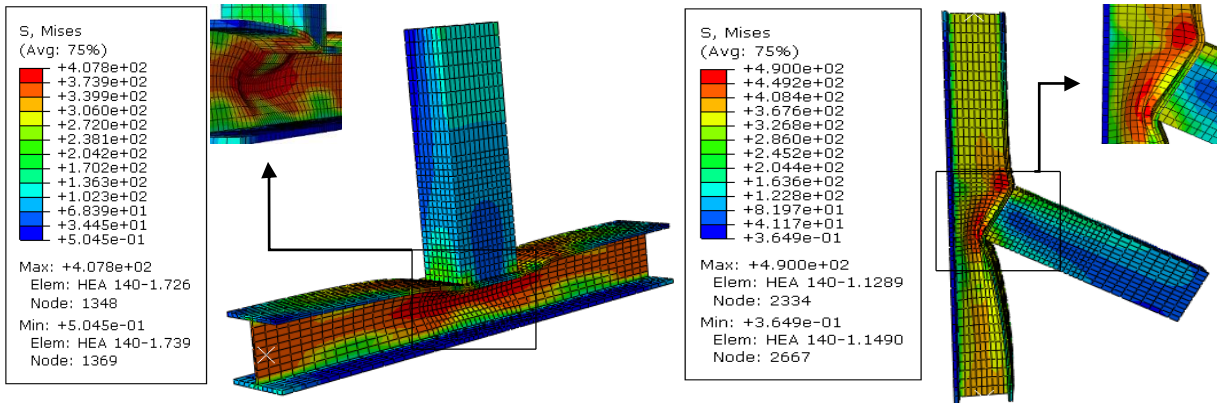 S, Mises
(Avg: 75%)
+4.078e+02
+3.739e+02
+3.399e+02
+3.060e+02
+2.720e+02
+2.381e+02
+2.042e+02
+1.702e+02
+1.363e+02
+1.023e+02
+6.839e+01
+3.445e+01
+5.045e-01
Max: +4.078e+02
Elem: HEA 140-1.726
Node: 1348
Min: +5.045e-01
Elem: HEA 140-1.739
Node: 1369
S, Mises
(Avg: 75%)
+4.900e+02
+4.492e+02
+4.084e+02
+3.676e+02
+3.268e+02
+2.860e+02
+2.452e+02
+2.044e+02
+1.636e+02
+1.228e+02
+8.197e+01
+4.117e+01
+3.649e-01
Max: +4.900e+02
Elem: HEA 140-1.1289
Node: 2334
Min: +3.649e-01
Elem: HEA 140-1.1490
Node: 2667